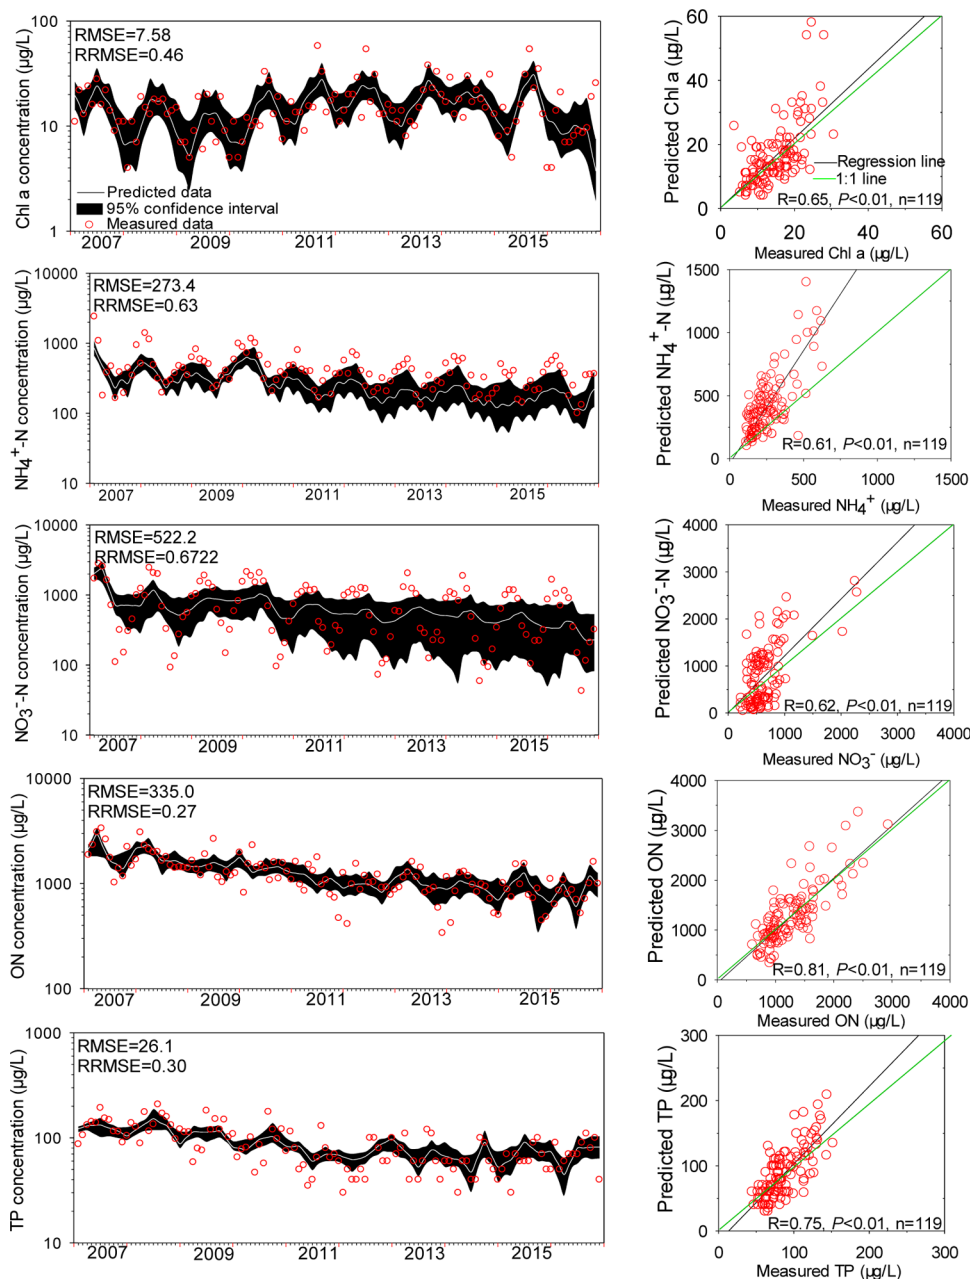 Chl a concentration (µg/L)
100
10
1
RMSE=7.58
RRMSE=0.46
Predicted data
95% confidence interval
Measured data
2007 2009 2011 2013 2015
Predicted Chl a (µg/L)
60
40
20
0
Regression line
1:1 line
R=0.65, P<0.01, n=119
0 20 40 60
Measured Chl a (µg/L)
NH₄⁺-N concentration (µg/L)
10000
1000
100
10
RMSE=273.4
RRMSE=0.63
2007 2009 2011 2013 2015
Predicted NH₄⁺-N (µg/L)
1500
1000
500
0
R=0.61, P<0.01, n=119
0 500 1000 1500
Measured NH₄⁺ (µg/L)
NO₃⁻-N concentration (µg/L)
10000
1000
100
10
RMSE=522.2
RRMSE=0.6722
2007 2009 2011 2013 2015
Predicted NO₃⁻-N (µg/L)
4000
3000
2000
1000
0
R=0.62, P<0.01, n=119
0 1000 2000 3000 4000
Measured NO₃⁻ (µg/L)
ON concentration (µg/L)
10000
1000
100
RMSE=335.0
RRMSE=0.27
2007 2009 2011 2013 2015
Predicted ON (µg/L)
4000
3000
2000
1000
0
R=0.81, P<0.01, n=119
0 1000 2000 3000 4000
Measured ON (µg/L)
TP concentration (µg/L)
1000
100
10
RMSE=26.1
RRMSE=0.30
2007 2009 2011 2013 2015
Predicted TP (µg/L)
300
200
100
0
R=0.75, P<0.01, n=119
0 100 200 300
Measured TP (µg/L)